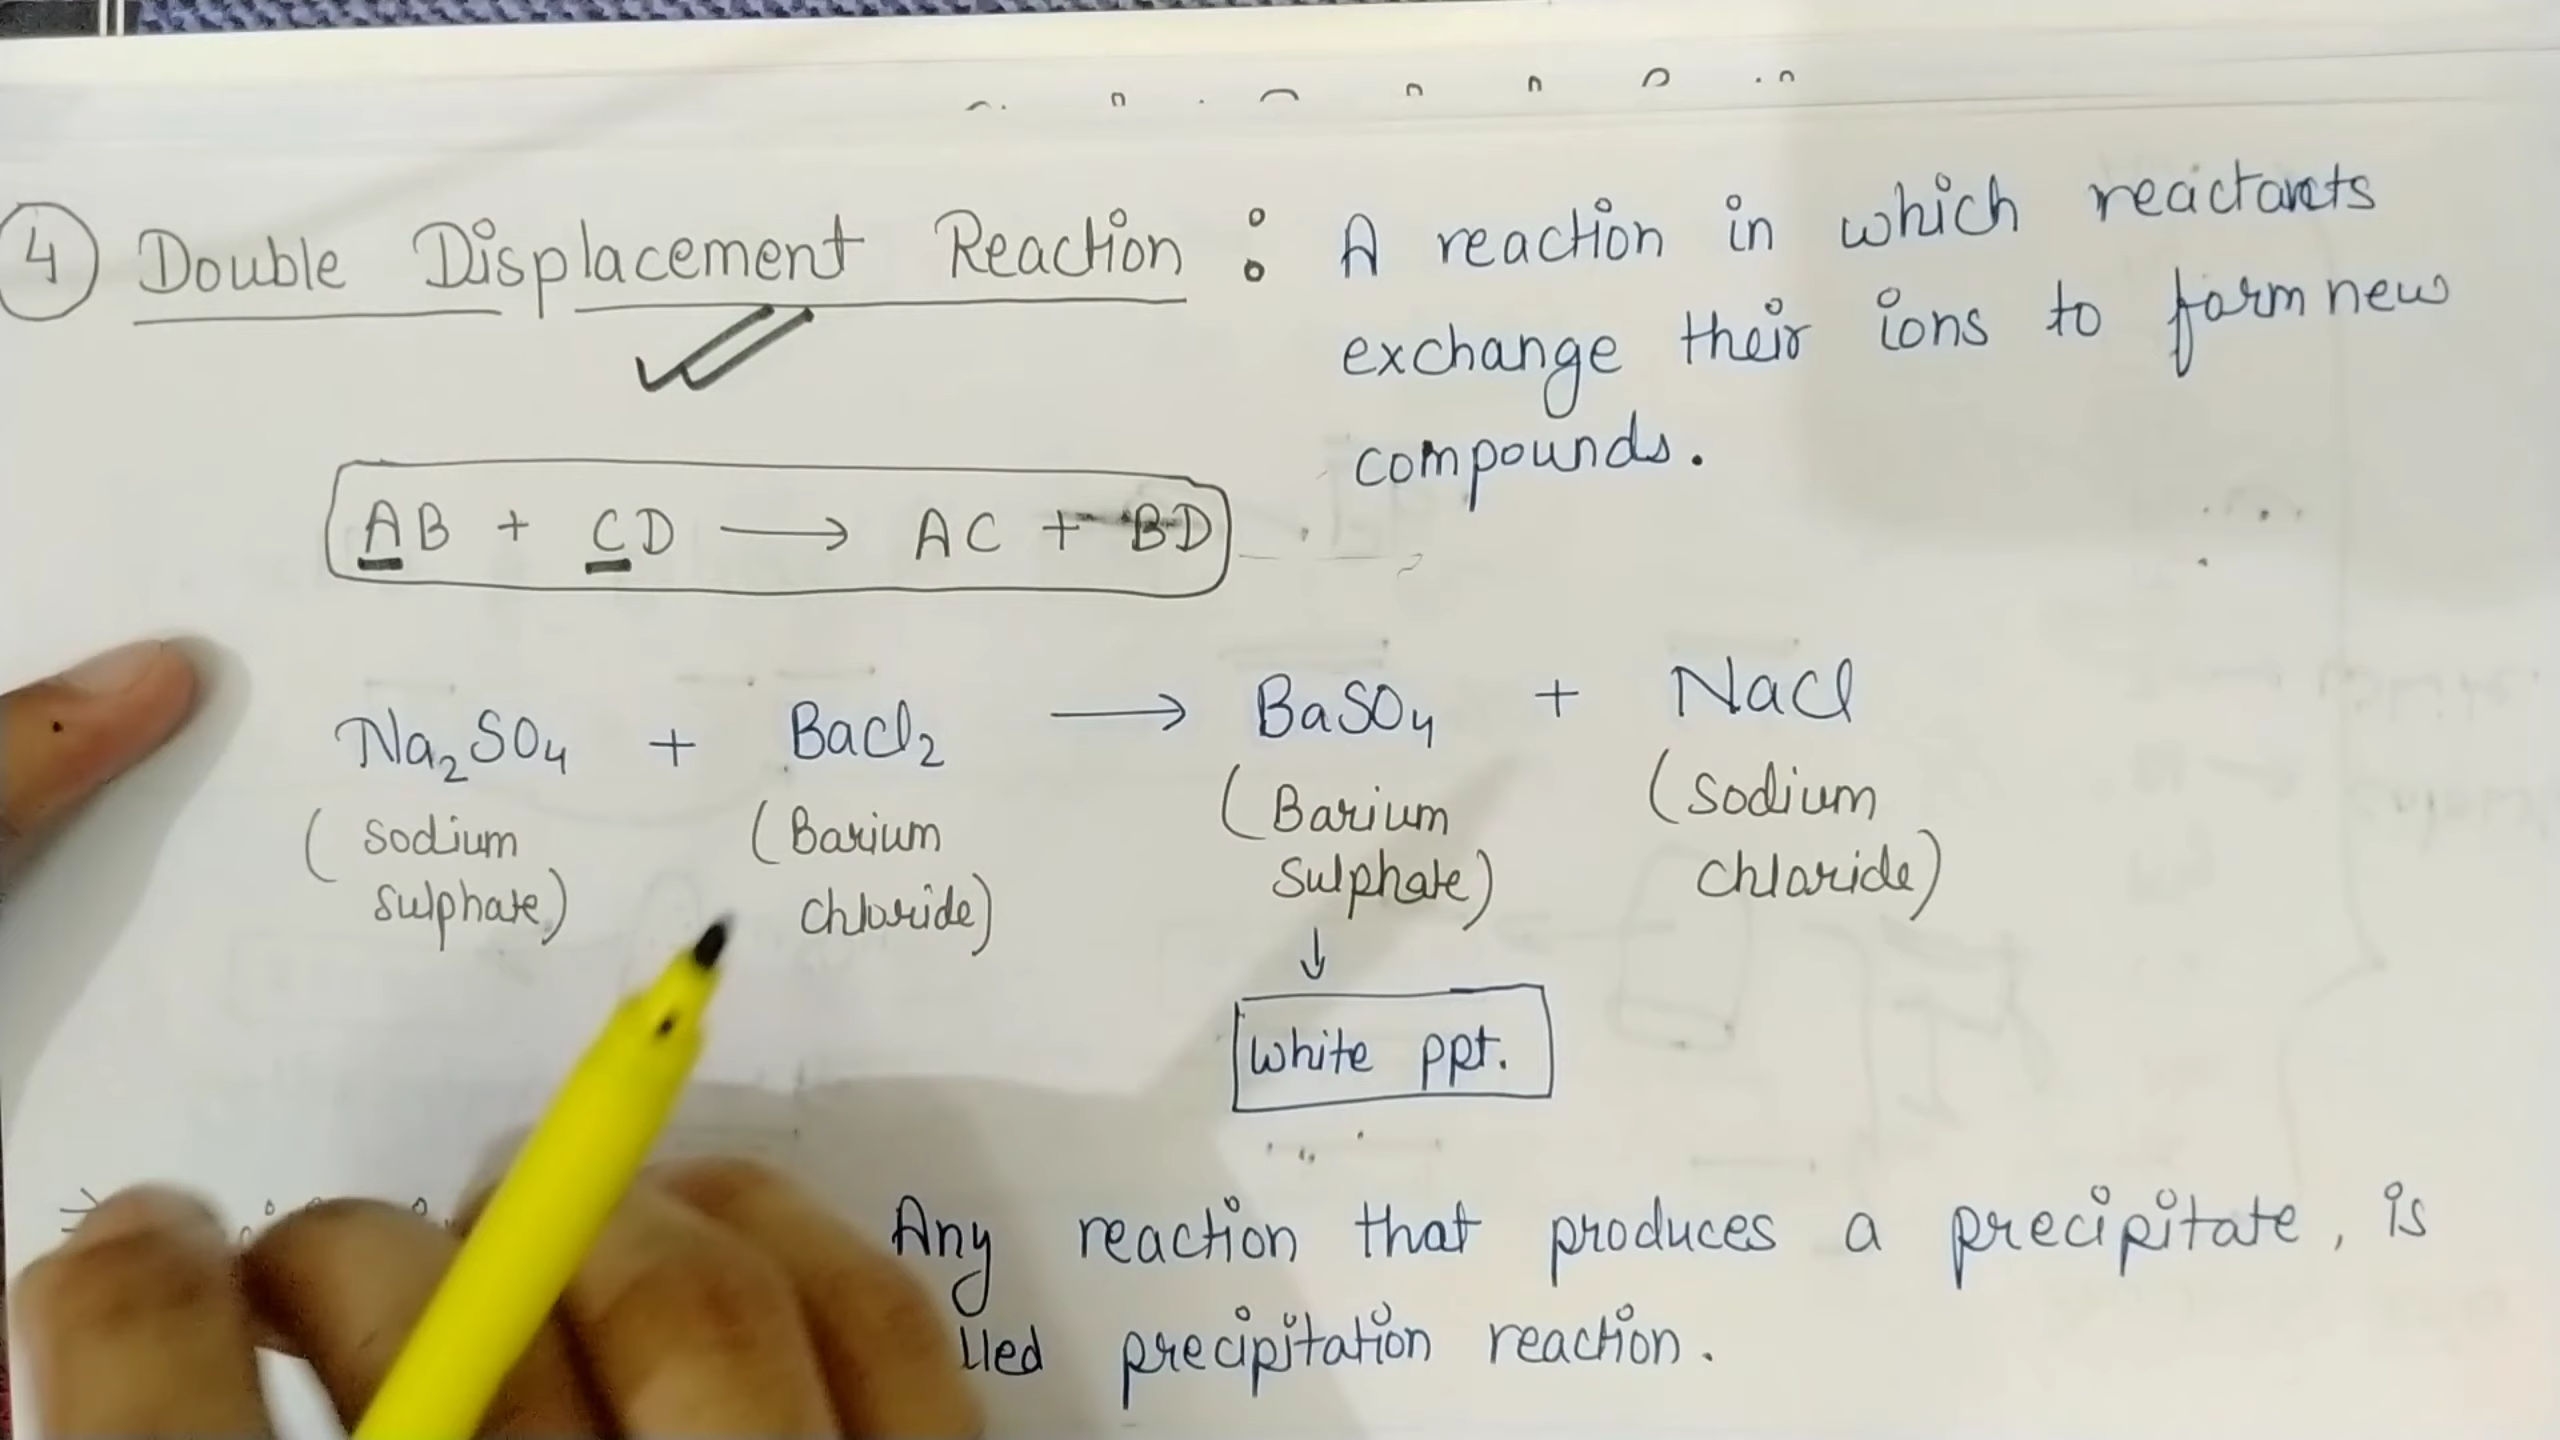 4 Double Displacement Reaction : A reaction in which reactants
exchange their ions to form new
compounds.
AB + CD ⟶ AC + BD
Na₂SO₄ + BaCl₂ ⟶ BaSO₄ + NaCl
(Sodium sulphate) (Barium chloride) (Barium sulphate) (Sodium chloride)
↓
white ppt.
Any reaction that produces a precipitate, is
lled precipitation reaction.